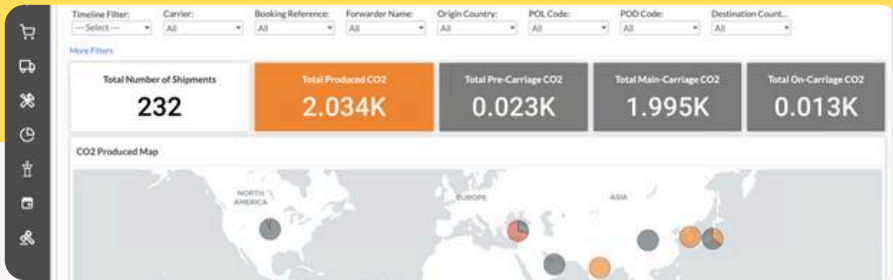 Timeline Filter: Carrier: Booking Reference: Forwarder Name: Origin Country: POL Code: POD Code: Destination Count...
--- Select --- All All All All All All All
More Filters
Total Number of Shipments Total Produced CO2 Total Pre-Carriage CO2 Total Main-Carriage CO2 Total On-Carriage CO2
232 2.034K 0.023K 1.995K 0.013K
CO2 Produced Map
NORTH EUROPE ASIA
AMERICA